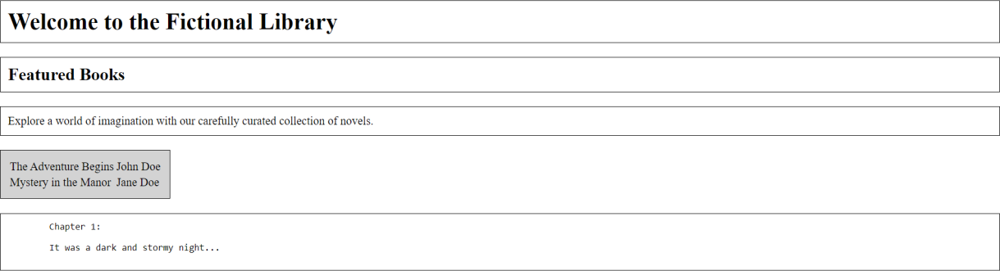 Welcome to the Fictional Library
Featured Books
Explore a world of imagination with our carefully curated collection of novels.
The Adventure Begins John Doe
Mystery in the Manor Jane Doe
Chapter 1:
It was a dark and stormy night...